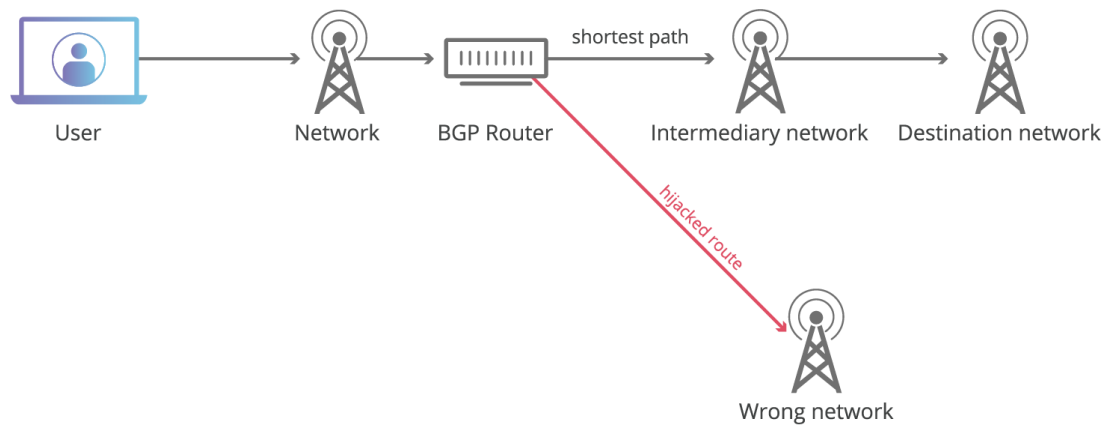 shortest path
User
Network
BGP Router
Intermediary network
Destination network
hijacked route
Wrong network